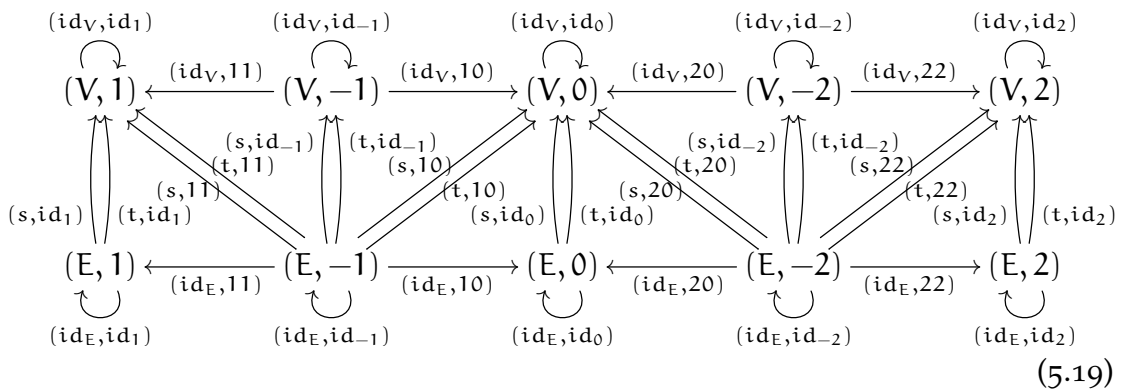 (id_V,id_1) (id_V,id_{−1}) (id_V,id_0) (id_V,id_{−2}) (id_V,id_2)
(id_V,11) (id_V,10) (id_V,20) (id_V,22)
(V, 1) (V, −1) (V, 0) (V, −2) (V, 2)
(s,id_{−1}) (t,id_{−1}) (s,id_{−2}) (t,id_{−2})
(t,11) (s,10) (t,20) (s,22)
(s,11) (t,10) (s,20) (t,22)
(s,id_1) (t,id_1) (s,id_0) (t,id_0) (s,id_2) (t,id_2)
(E, 1) (E, −1) (E, 0) (E, −2) (E, 2)
(id_E,11) (id_E,10) (id_E,20) (id_E,22)
(id_E,id_1) (id_E,id_{−1}) (id_E,id_0) (id_E,id_{−2}) (id_E,id_2)
(5.19)